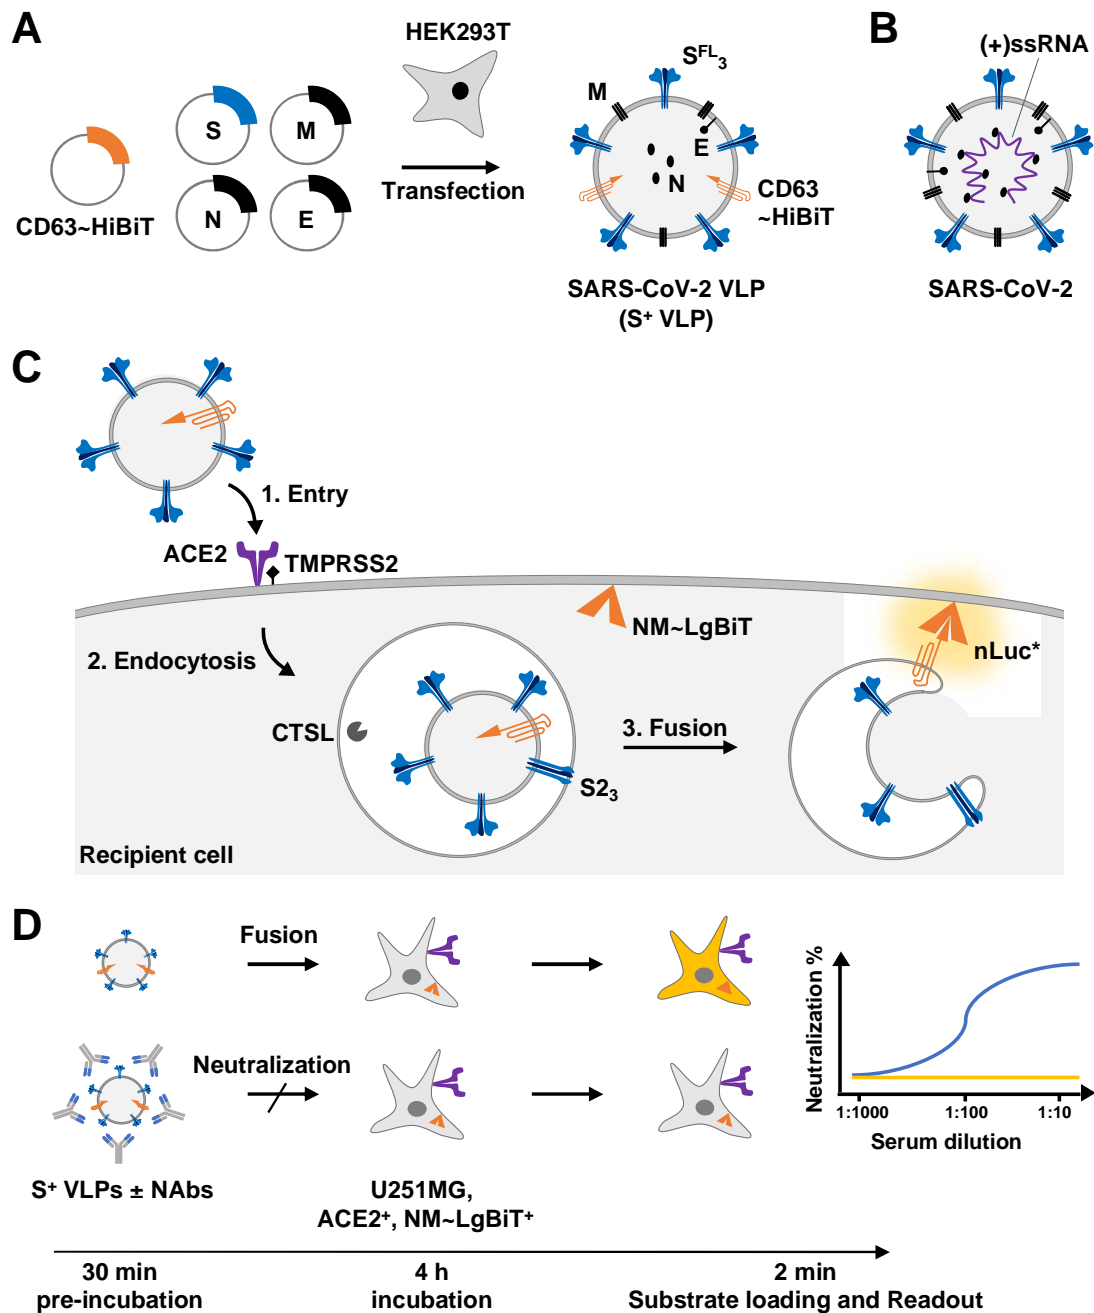 A
HEK293T
S^FL_3
M
S
M
N
E
CD63~HiBiT
Transfection
E
N
CD63
~HiBiT
SARS-CoV-2 VLP
(S⁺ VLP)
B
(+)ssRNA
SARS-CoV-2
C
1. Entry
ACE2
TMPRSS2
NM~LgBiT
nLuc*
2. Endocytosis
CTSL
3. Fusion
S2₃
Recipient cell
D
Fusion
Neutralization
S⁺ VLPs ± NAbs
U251MG,
ACE2⁺, NM~LgBiT⁺
Neutralization %
1:1000
1:100
1:10
Serum dilution
30 min
pre-incubation
4 h
incubation
2 min
Substrate loading and Readout